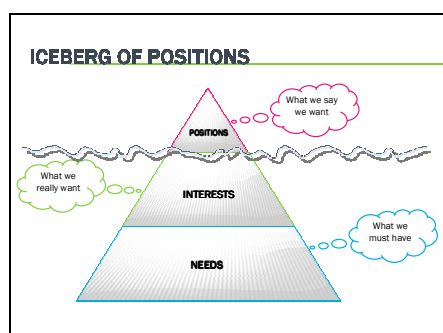 ICEBERG OF POSITIONS
What we say
we want
POSITIONS
What we
really want
INTERESTS
What we
must have
NEEDS